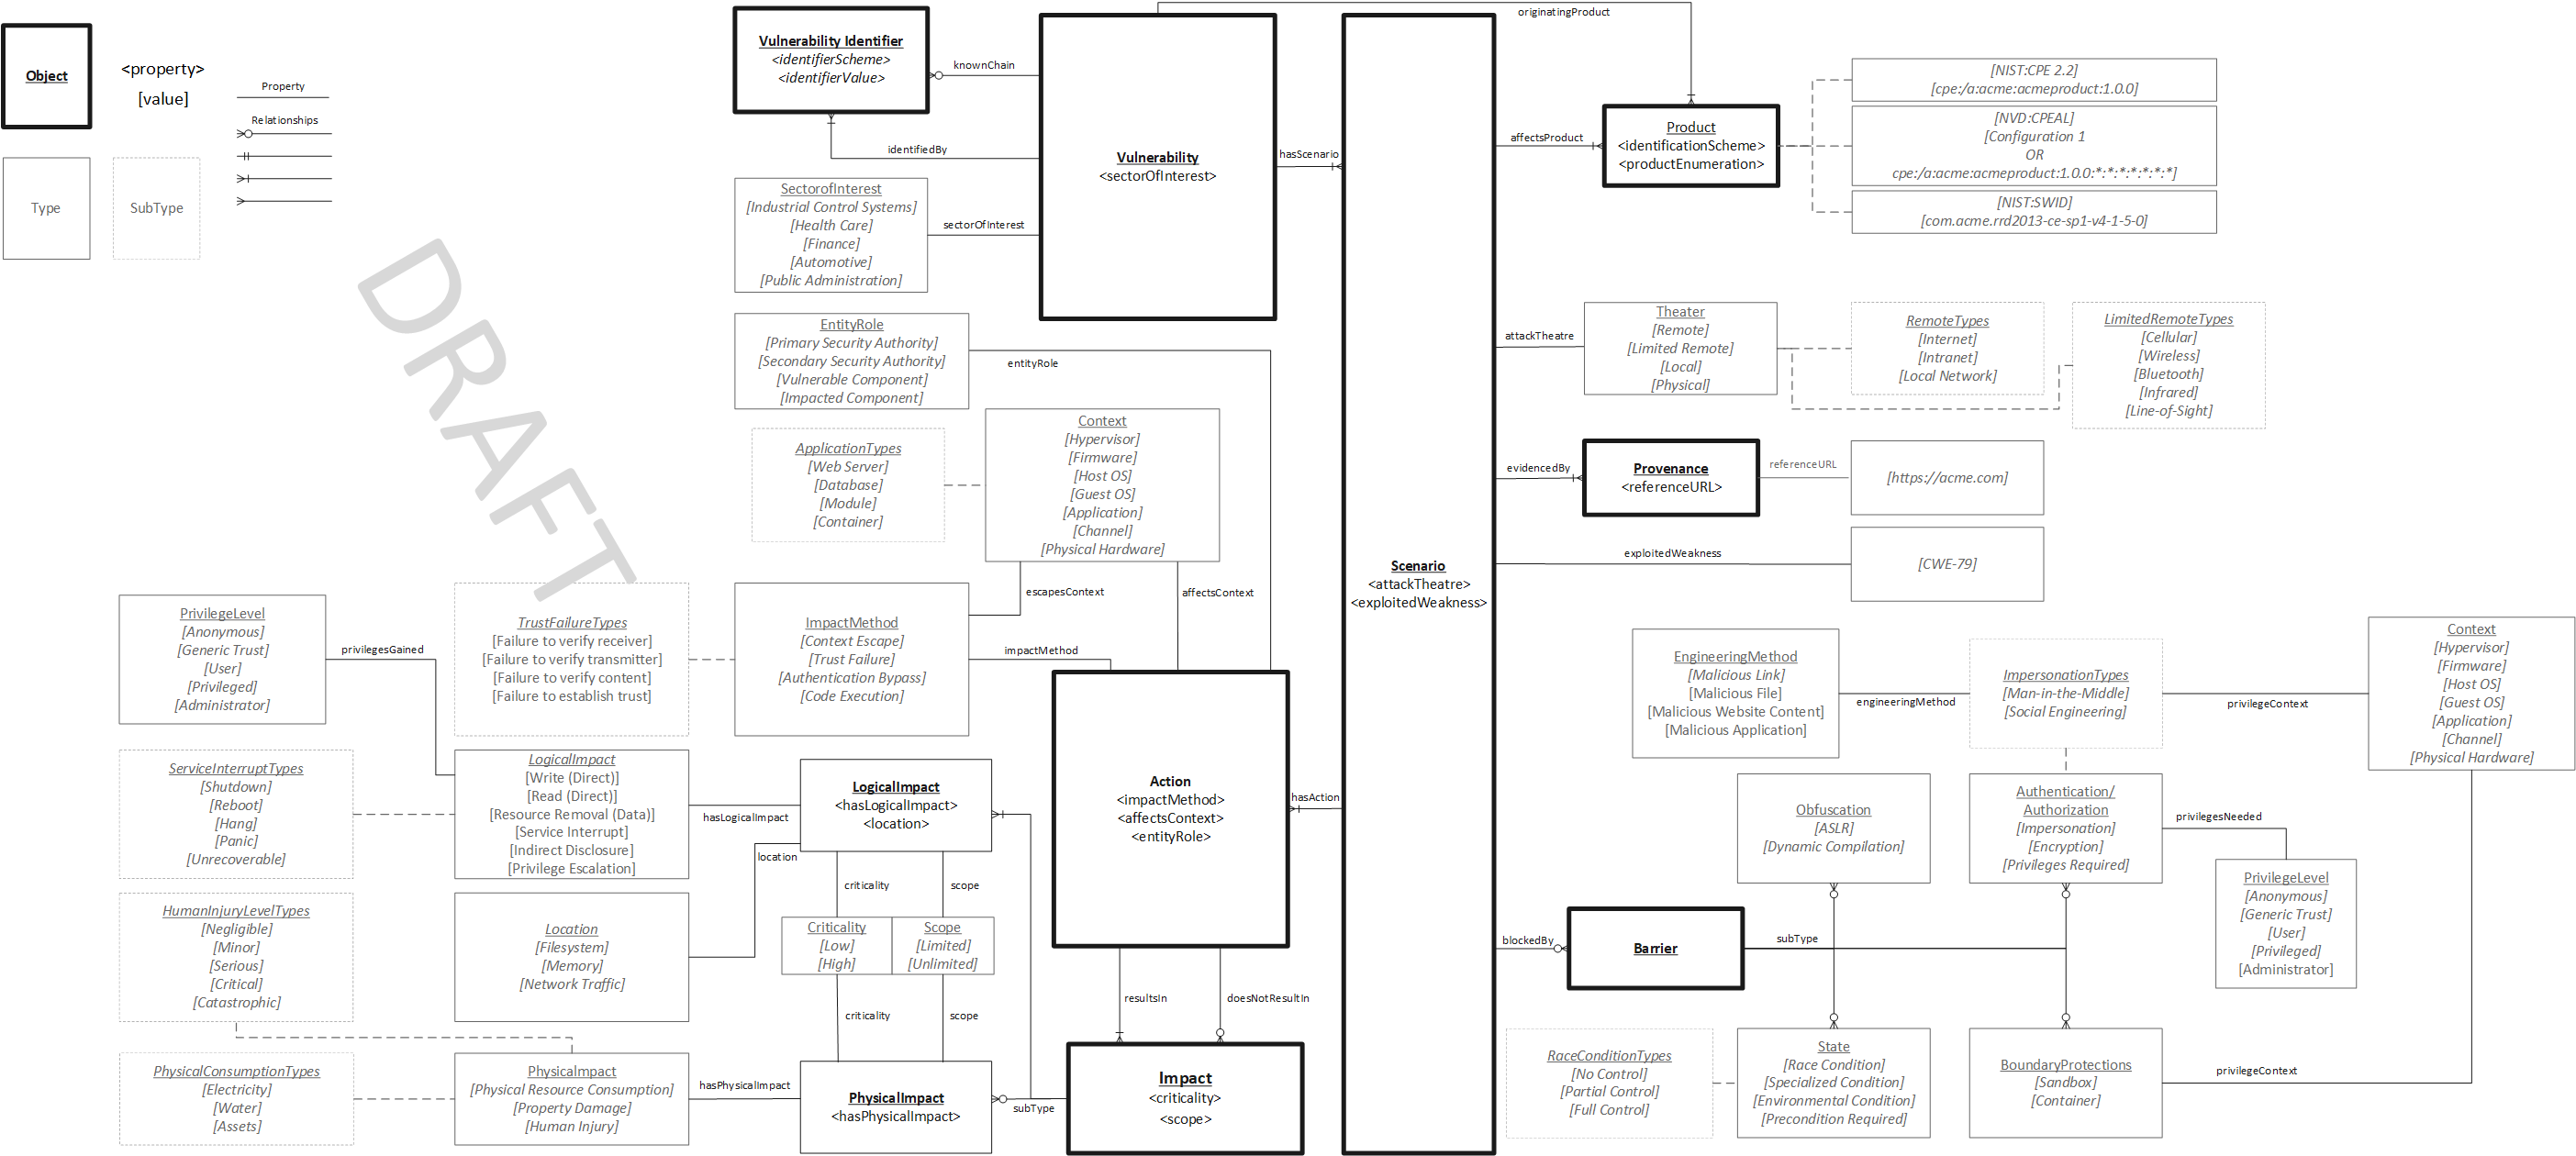 Object
<property>
[value]
Property
Relationships
Type
SubType
DRAFT
Vulnerability Identifier
<identifierScheme>
<identifierValue>
knownChain
identifiedBy
SectorofInterest
[Industrial Control Systems]
[Health Care]
[Finance]
[Automotive]
[Public Administration]
sectorOfInterest
Vulnerability
<sectorOfInterest>
hasScenario
originatingProduct
affectsProduct
Product
<identificationScheme>
<productEnumeration>
[NIST:CPE 2.2]
[cpe:/a:acme:acmeproduct:1.0.0]
[NVD:CPEAL]
[Configuration 1
OR
cpe:/a:acme:acmeproduct:1.0.0:*:*:*:*:*:*]
[NIST:SWID]
[com.acme.rrd2013-ce-sp1-v4-1-5-0]
EntityRole
[Primary Security Authority]
[Secondary Security Authority]
[Vulnerable Component]
[Impacted Component]
entityRole
attackTheatre
Theater
[Remote]
[Limited Remote]
[Local]
[Physical]
RemoteTypes
[Internet]
[Intranet]
[Local Network]
LimitedRemoteTypes
[Cellular]
[Wireless]
[Bluetooth]
[Infrared]
[Line-of-Sight]
ApplicationTypes
[Web Server]
[Database]
[Module]
[Container]
Context
[Hypervisor]
[Firmware]
[Host OS]
[Guest OS]
[Application]
[Channel]
[Physical Hardware]
escapesContext
affectsContext
evidencedBy
Provenance
<referenceURL>
referenceURL
[https://acme.com]
exploitedWeakness
[CWE-79]
Scenario
<attackTheatre>
<exploitedWeakness>
PrivilegeLevel
[Anonymous]
[Generic Trust]
[User]
[Privileged]
[Administrator]
privilegesGained
TrustFailureTypes
[Failure to verify receiver]
[Failure to verify transmitter]
[Failure to verify content]
[Failure to establish trust]
ImpactMethod
[Context Escape]
[Trust Failure]
[Authentication Bypass]
[Code Execution]
impactMethod
EngineeringMethod
[Malicious Link]
[Malicious File]
[Malicious Website Content]
[Malicious Application]
engineeringMethod
ImpersonationTypes
[Man-in-the-Middle]
[Social Engineering]
privilegeContext
Context
[Hypervisor]
[Firmware]
[Host OS]
[Guest OS]
[Application]
[Channel]
[Physical Hardware]
ServiceInterruptTypes
[Shutdown]
[Reboot]
[Hang]
[Panic]
[Unrecoverable]
LogicalImpact
[Write (Direct)]
[Read (Direct)]
[Resource Removal (Data)]
[Service Interrupt]
[Indirect Disclosure]
[Privilege Escalation]
hasLogicalImpact
location
LogicalImpact
<hasLogicalImpact>
<location>
Action
<impactMethod>
<affectsContext>
<entityRole>
hasAction
Obfuscation
[ASLR]
[Dynamic Compilation]
Authentication/
Authorization
[Impersonation]
[Encryption]
[Privileges Required]
privilegesNeeded
PrivilegeLevel
[Anonymous]
[Generic Trust]
[User]
[Privileged]
[Administrator]
HumanInjuryLevelTypes
[Negligible]
[Minor]
[Serious]
[Critical]
[Catastrophic]
Location
[Filesystem]
[Memory]
[Network Traffic]
criticality
scope
Criticality
[Low]
[High]
Scope
[Limited]
[Unlimited]
criticality
scope
resultsIn
doesNotResultIn
blockedBy
Barrier
subType
PhysicalConsumptionTypes
[Electricity]
[Water]
[Assets]
PhysicalImpact
[Physical Resource Consumption]
[Property Damage]
[Human Injury]
hasPhysicalImpact
PhysicalImpact
<hasPhysicalImpact>
subType
Impact
<criticality>
<scope>
RaceConditionTypes
[No Control]
[Partial Control]
[Full Control]
State
[Race Condition]
[Specialized Condition]
[Environmental Condition]
[Precondition Required]
BoundaryProtections
[Sandbox]
[Container]
privilegeContext